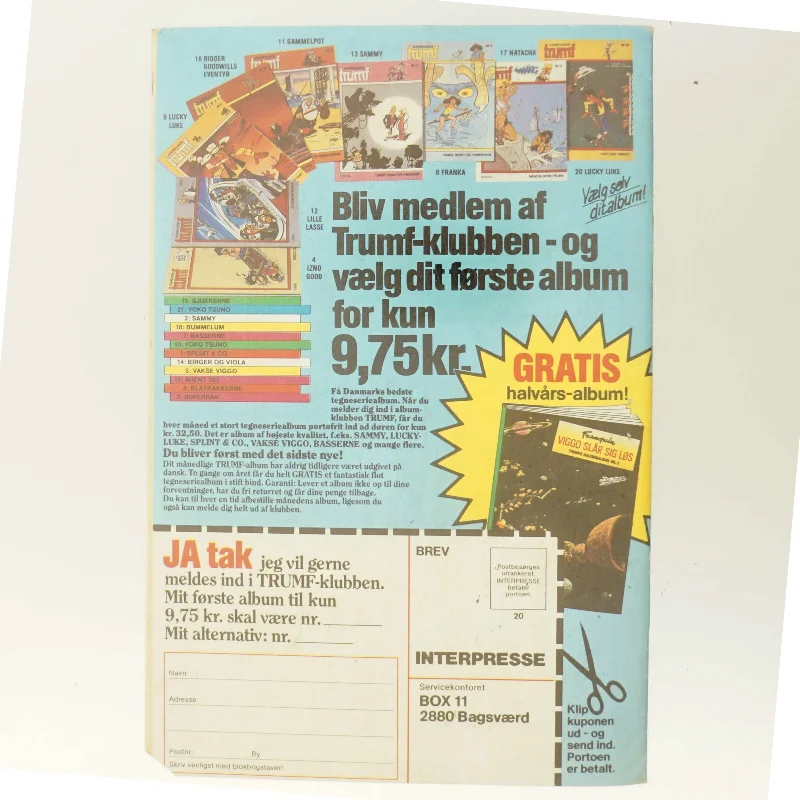 11 GAMMELPOT
16 RIDDER
GOODWILLS
EVENTYR
13 SAMMY
17 NATACHA
9 LUCKY
LUKE
trumf
trumf
trumf
trumf
6 FRANKA
20 LUCKY LUKE
Vælg selv
dit album!
12
LILLE
LASSE
4
IZNO
GOOD
Bliv medlem af
Trumf-klubben - og
vælg dit første album
for kun
9,75 kr.
19: SJUKKERNE
21: YOKO TSUNO
2: SAMMY
18: BUMMELUM
7: BASSERNE
10: YOKO TSUNO
1: SPLINT & CO.
14: BIRGER OG VIOLA
5: VAKSE VIGGO
15: AGENT 327
8: BLÅFRAKKERNE
3: SUPERDAN
GRATIS
halvårs-album!
Franquin
VIGGO SLÅR SIG LØS
Få Danmarks bedste
tegneseriealbum. Når du
melder dig ind i album-
klubben TRUMF, får du
hver måned et stort tegneseriealbum portofrit ind ad døren for kun
kr. 32,50. Det er album af højeste kvalitet, f.eks. SAMMY, LUCKY-
LUKE, SPLINT & CO., VAKSE VIGGO, BASSERNE og mange flere.
Du bliver først med det sidste nye!
Dit månedlige TRUMF-album har aldrig tidligere været udgivet på
dansk. To gange om året får du helt GRATIS et fantastisk flot
tegneseriealbum i stift bind. Garanti: Lever et album ikke op til dine
forventninger, har du fri returret og får dine penge tilbage.
Du kan til hver en tid afbestille månedens album, ligesom du
også kan melde dig helt ud af klubben.
JA tak jeg vil gerne
meldes ind i TRUMF-klubben.
Mit første album til kun
9,75 kr. skal være nr.
Mit alternativ: nr.
Navn
Adresse
Postnr.: By
Skriv venligst med blokbogstaver!
BREV
Postbesørges
ufrankeret.
INTERPRESSE
betaler
portoen
20
INTERPRESSE
Servicekontoret
BOX 11
2880 Bagsværd
Klip
kuponen
ud - og
send ind.
Portoen
er betalt.